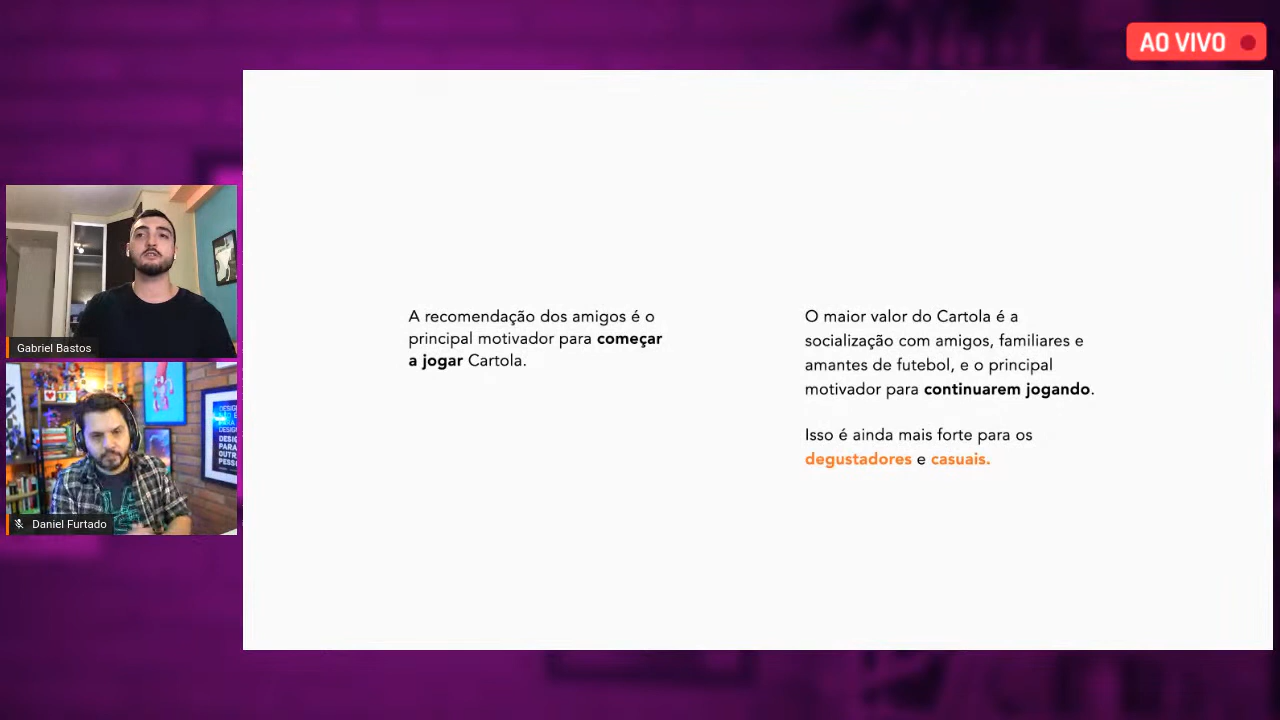 AO VIVO
A recomendação dos amigos é o
principal motivador para começar
a jogar Cartola.
O maior valor do Cartola é a
socialização com amigos, familiares e
amantes de futebol, e o principal
motivador para continuarem jogando.
Isso é ainda mais forte para os
degustadores e casuais.
Gabriel Bastos
DESIGN
PARA
Daniel Furtado